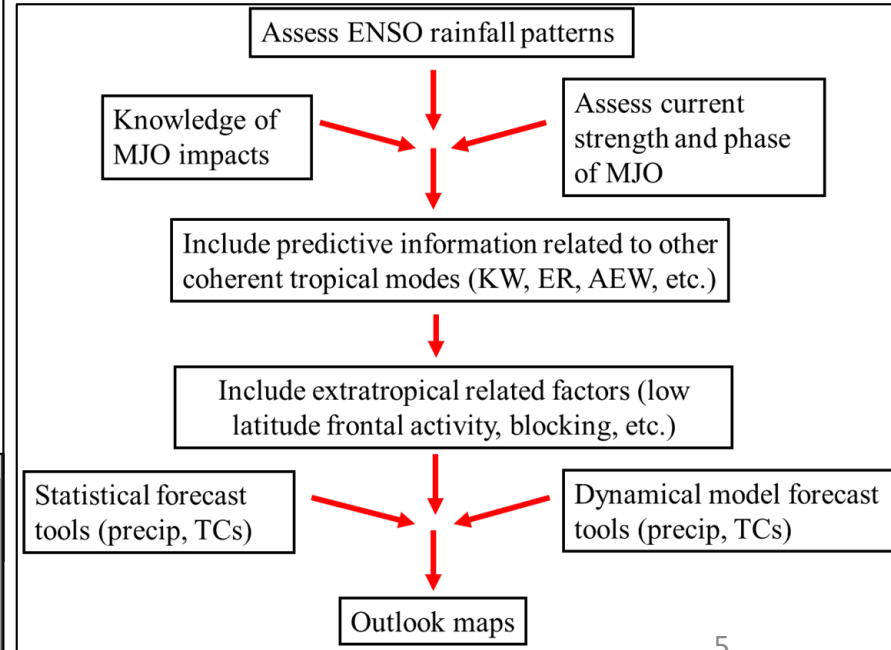 Assess ENSO rainfall patterns
Knowledge of
MJO impacts
Assess current
strength and phase
of MJO
Include predictive information related to other
coherent tropical modes (KW, ER, AEW, etc.)
Include extratropical related factors (low
latitude frontal activity, blocking, etc.)
Statistical forecast
tools (precip, TCs)
Dynamical model forecast
tools (precip, TCs)
Outlook maps
5